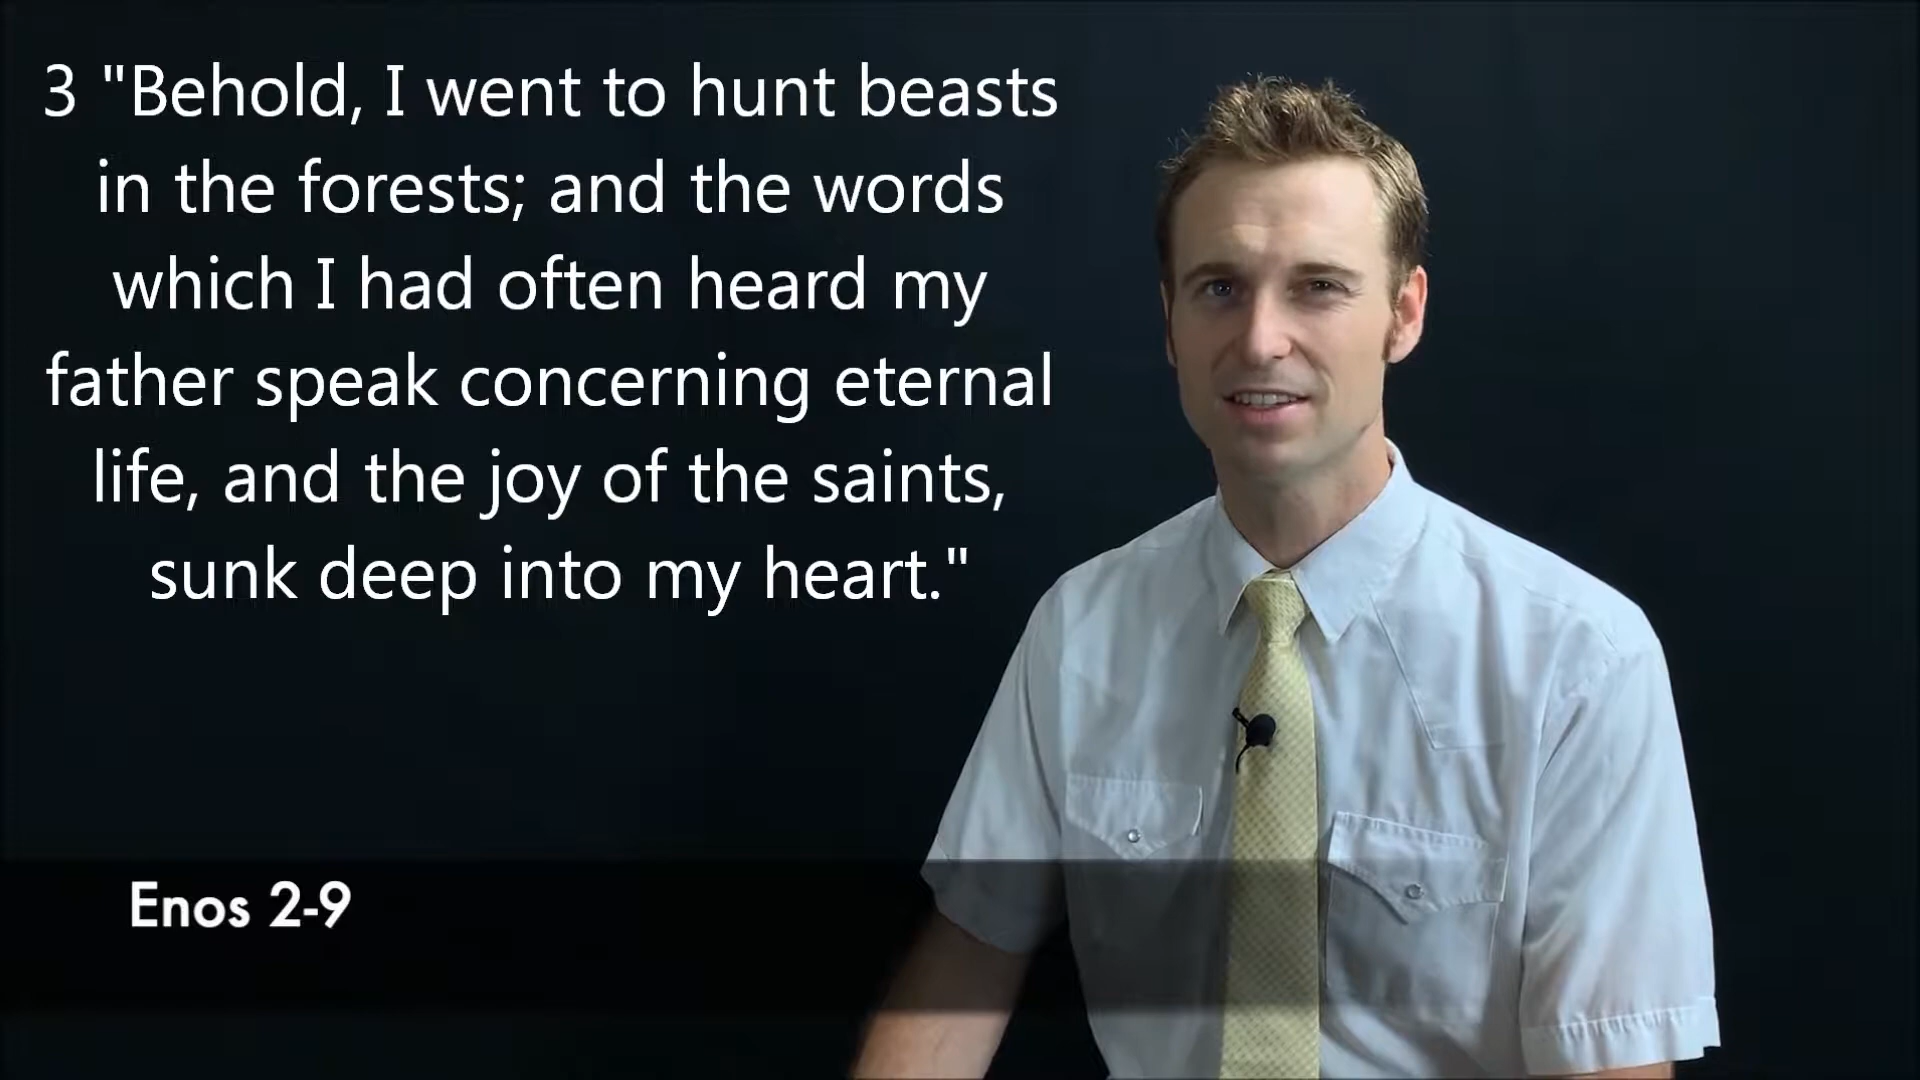 3 "Behold, I went to hunt beasts
in the forests; and the words
which I had often heard my
father speak concerning eternal
life, and the joy of the saints,
sunk deep into my heart."
Enos 2-9